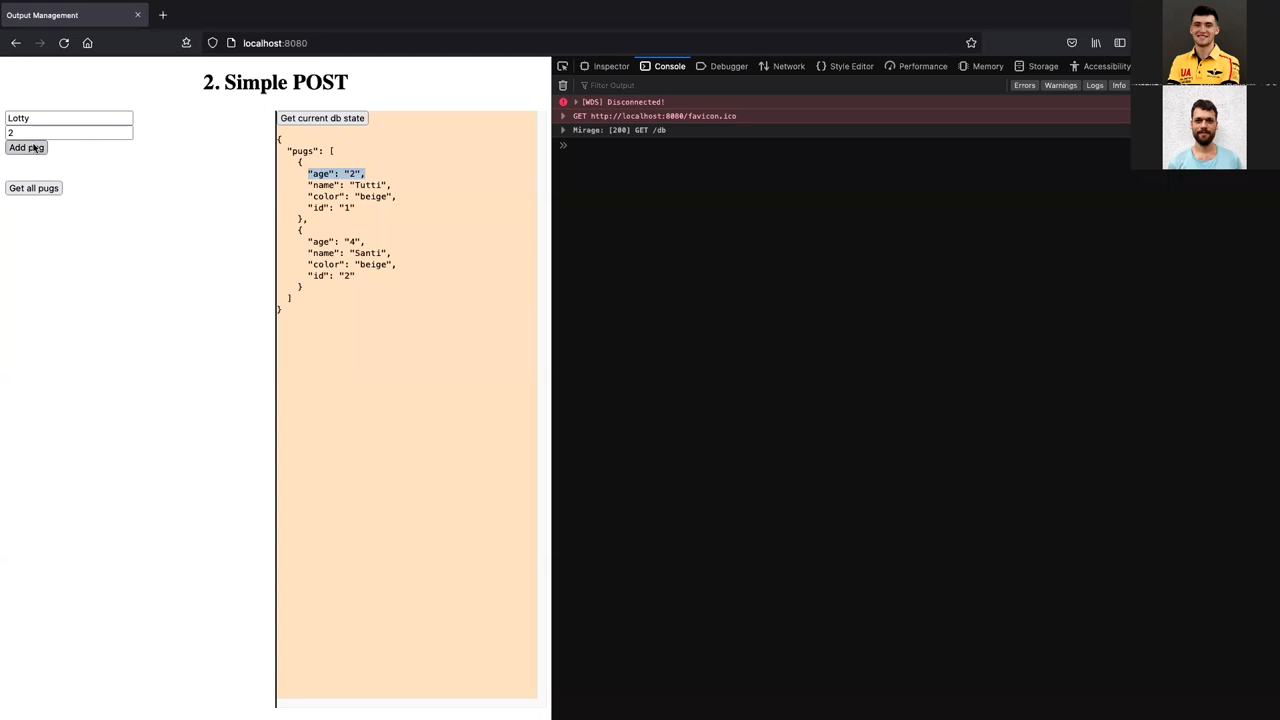 Output Management
localhost:8080
2. Simple POST
Lotty
2
Add pug
Get all pugs
Get current db state
{
"pugs": [
{
"age": "2",
"name": "Tutti",
"color": "beige",
"id": "1"
},
{
"age": "4",
"name": "Santi",
"color": "beige",
"id": "2"
}
]
}
Inspector
Console
Debugger
Network
Style Editor
Performance
Memory
Storage
Accessibility
Filter Output
Errors
Warnings
Logs
Info
[WDS] Disconnected!
GET http://localhost:8080/favicon.ico
Mirage: [200] GET /db
UA